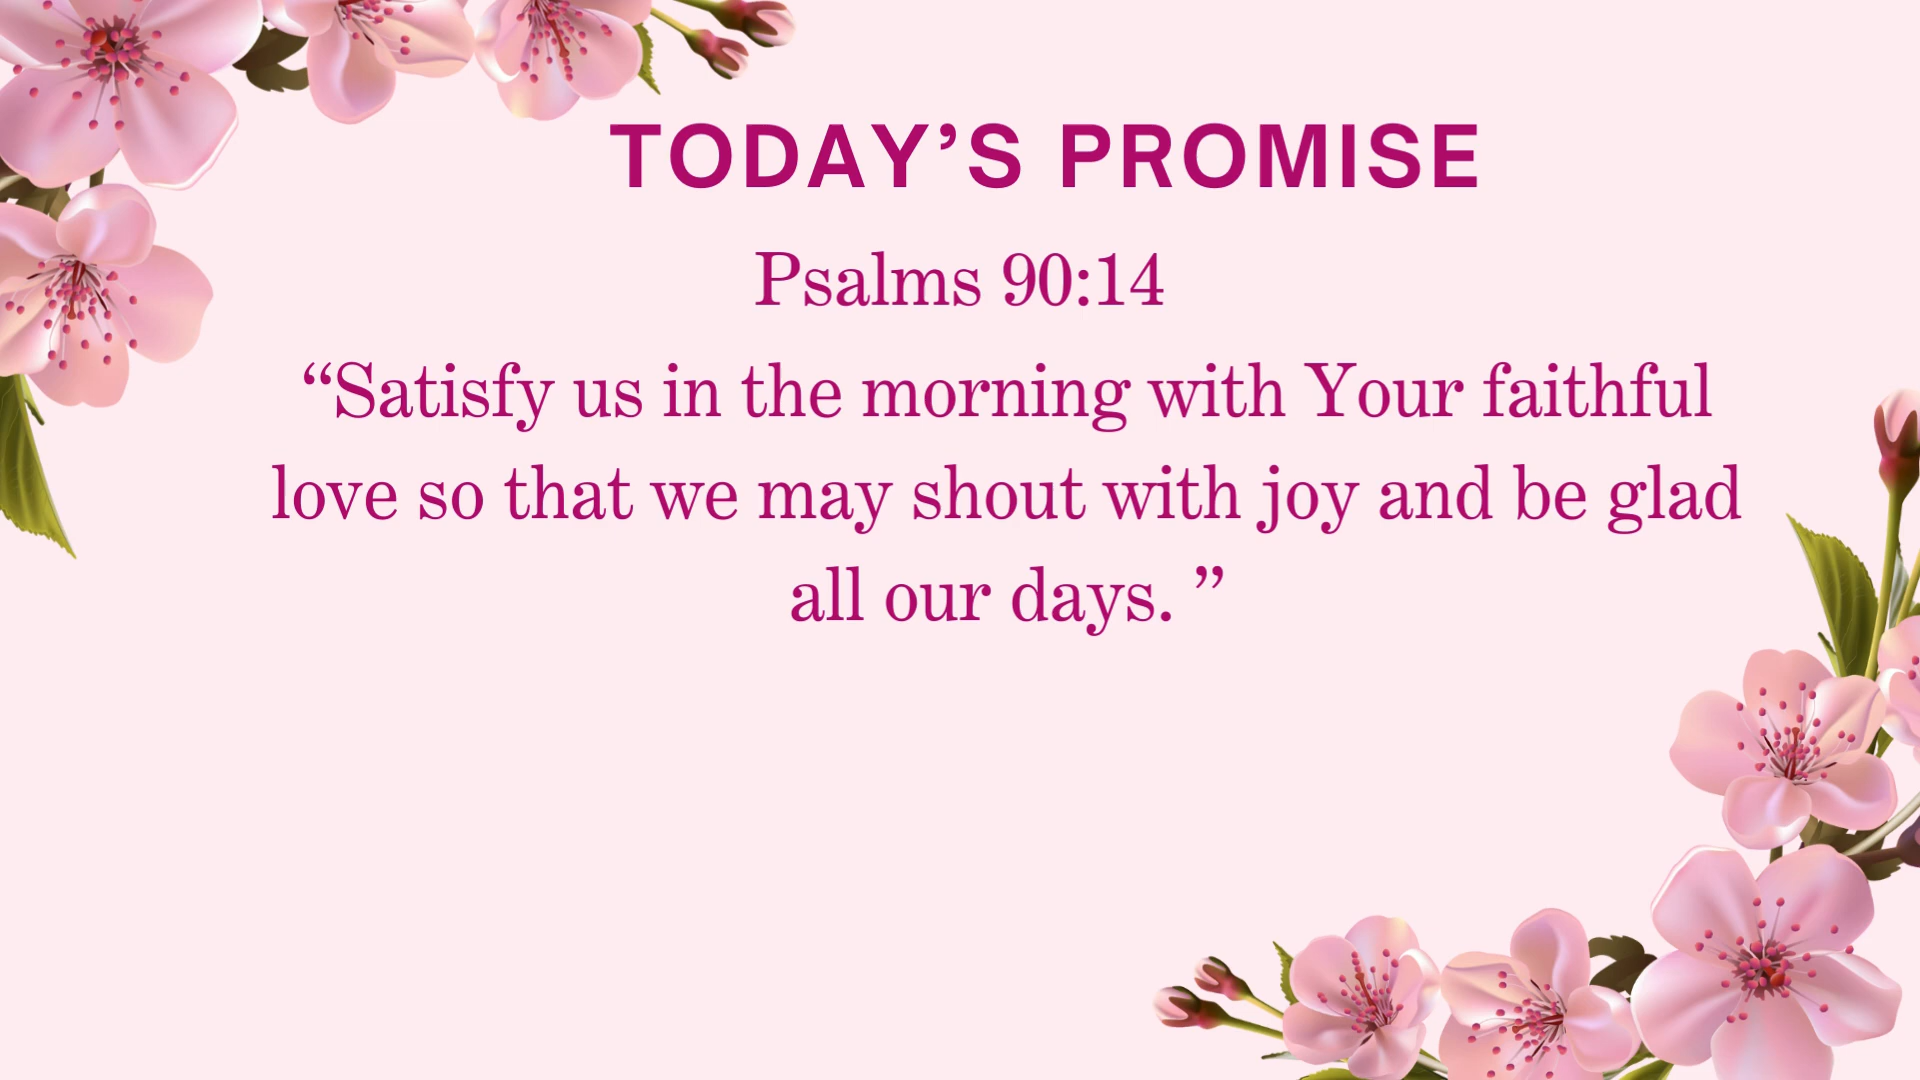 TODAY’S PROMISE
Psalms 90:14
“Satisfy us in the morning with Your faithful
love so that we may shout with joy and be glad
all our days. ”